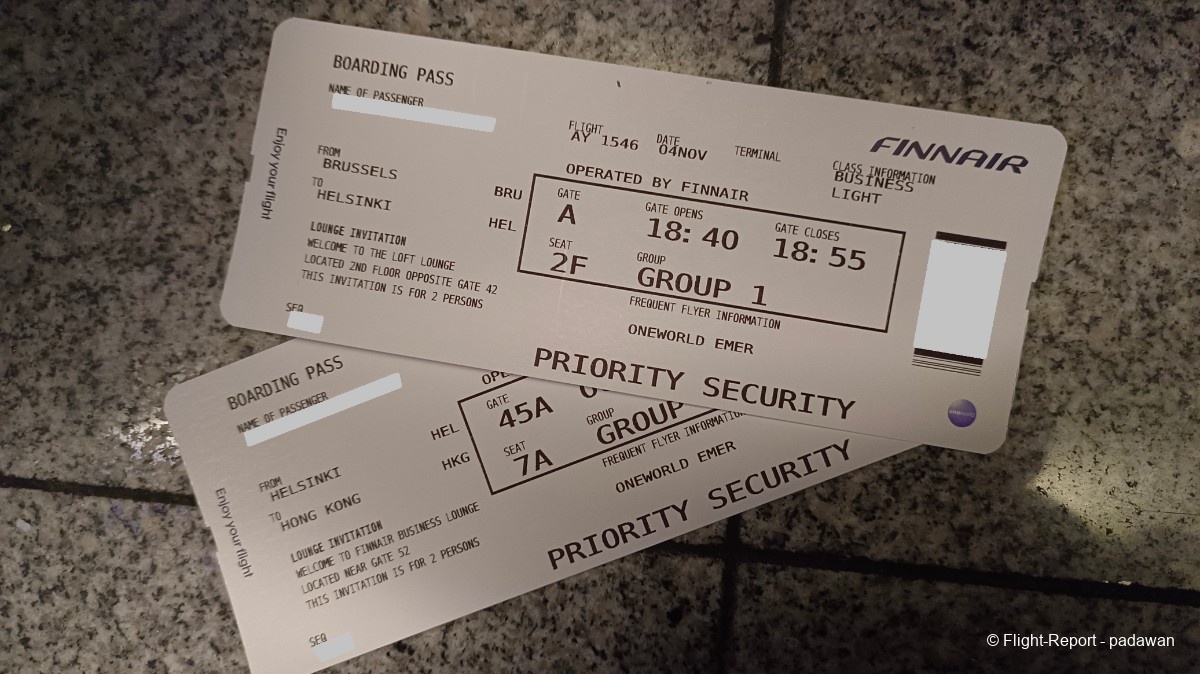 BOARDING PASS
NAME OF PASSENGER
FLIGHT
AY 1546
DATE
04NOV
TERMINAL
FINNAIR
CLASS INFORMATION
BUSINESS
LIGHT
FROM
BRUSSELS
TO
HELSINKI
BRU
HEL
OPERATED BY FINNAIR
GATE
A
GATE OPENS
18:40
GATE CLOSES
18:55
SEAT
2F
GROUP
GROUP 1
LOUNGE INVITATION
WELCOME TO THE LOFT LOUNGE
LOCATED 2ND FLOOR OPPOSITE GATE 42
THIS INVITATION IS FOR 2 PERSONS
FREQUENT FLYER INFORMATION
ONEWORLD EMER
SEQ
PRIORITY SECURITY
Enjoy your flight
oneworld
BOARDING PASS
NAME OF PASSENGER
FROM
HELSINKI
TO
HONG KONG
HEL
HKG
GATE
45A
SEAT
7A
GROUP
GROUP
FREQUENT FLYER INFORMATION
ONEWORLD EMER
LOUNGE INVITATION
WELCOME TO FINNAIR BUSINESS LOUNGE
LOCATED NEAR GATE 52
THIS INVITATION IS FOR 2 PERSONS
SEQ
PRIORITY SECURITY
Enjoy your flight
© Flight-Report - padawan